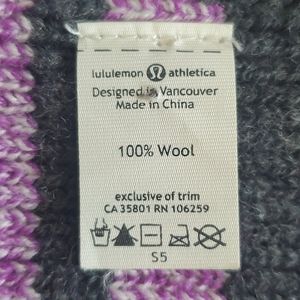 lululemon athletica
Designed in Vancouver
Made in China
100% Wool
exclusive of trim
CA 35801 RN 106259
S5